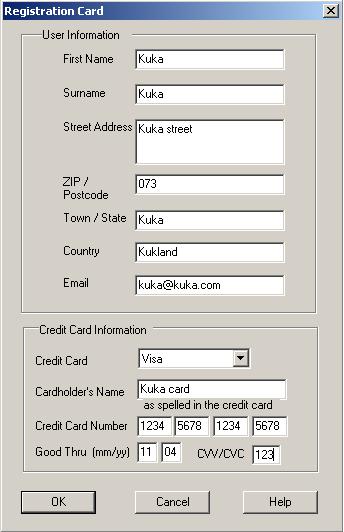 Registration Card
User Information
First Name Kuka
Surname Kuka
Street Address Kuka street
ZIP / Postcode 073
Town / State Kuka
Country Kukland
Email kuka@kuka.com
Credit Card Information
Credit Card Visa
Cardholder's Name Kuka card
as spelled in the credit card
Credit Card Number 1234 5678 1234 5678
Good Thru (mm/yy) 11 04 CVV/CVC 123
OK Cancel Help